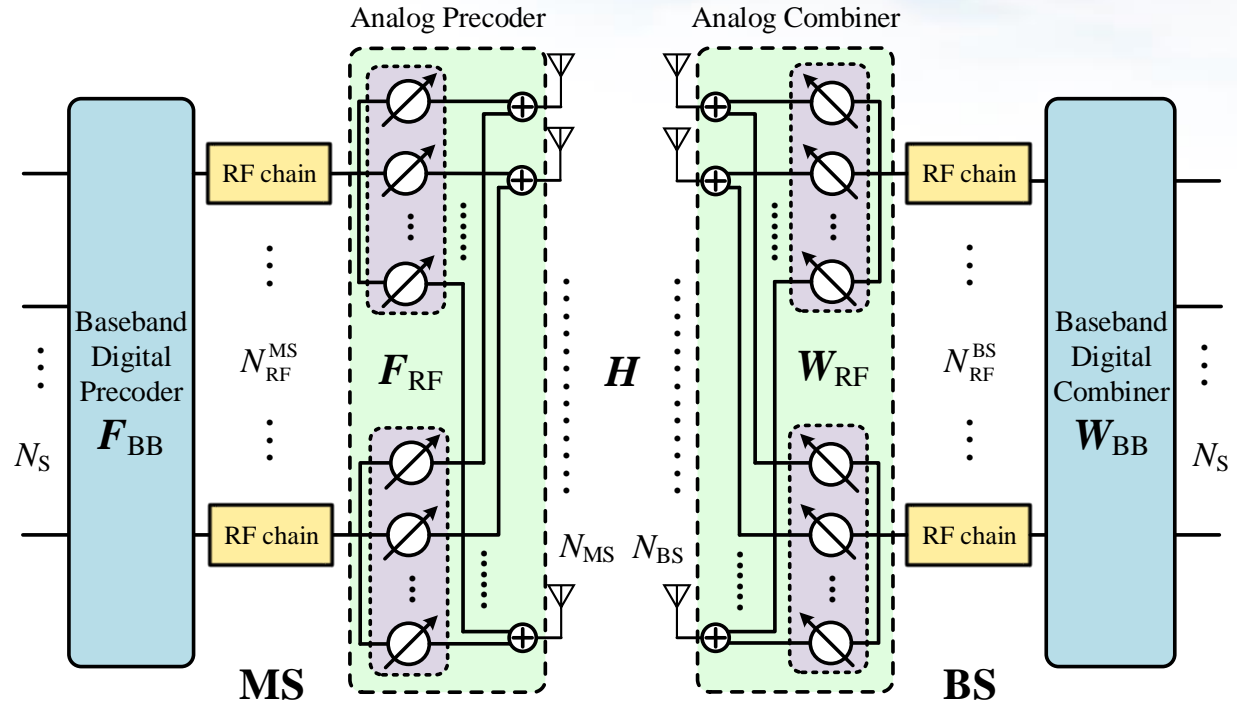 Analog Precoder
Analog Combiner
RF chain
RF chain
Baseband
Digital
Precoder
F_BB
N_RF^MS
F_RF
H
W_RF
N_RF^BS
Baseband
Digital
Combiner
W_BB
N_S
N_S
RF chain
RF chain
N_MS
N_BS
MS
BS